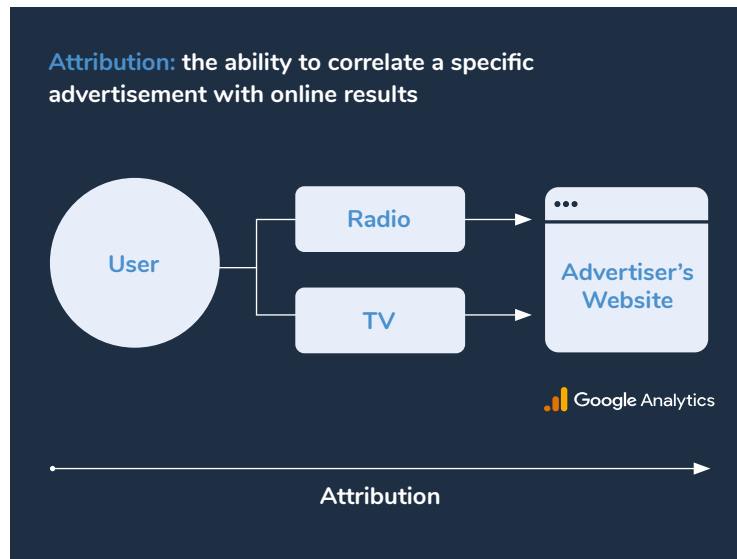 Attribution: the ability to correlate a specific
advertisement with online results
User
Radio
TV
Advertiser’s
Website
Google Analytics
Attribution